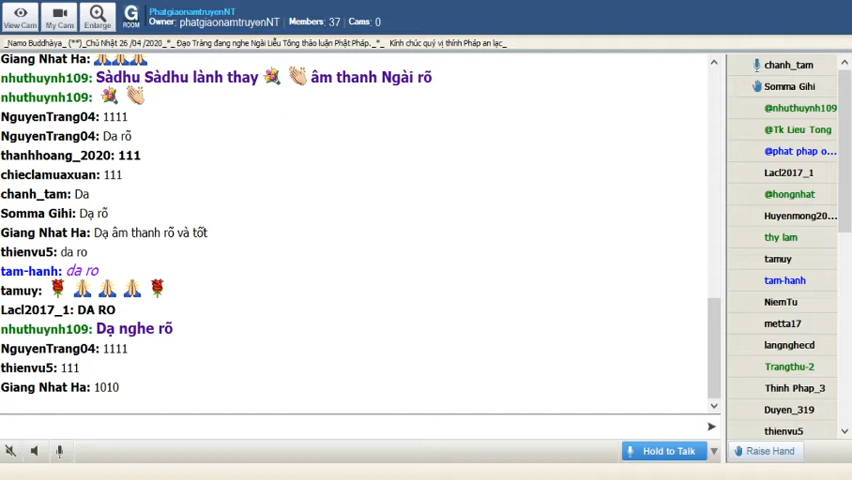 View Cam
My Cam
Enlarge
G
ROOM
PhatgiaonamtruyenNT
Owner: phatgiaonamtruyenNT Members: 37 Cams: 0
_Namo Buddhàya_ (**)_Chủ Nhật 26 /04 /2020_*_ Đạo Tràng đang nghe Ngài Liễu Tông thảo luận Phật Pháp._*_ Kính chúc quý vị thính Pháp an lạc_
Giang Nhat Ha: 🙏🙏🙏🙏
nhuthuynh109: Sàdhu Sàdhu lành thay 💐 👏 âm thanh Ngài rõ
nhuthuynh109: 💐 👏
NguyenTrang04: 1111
NguyenTrang04: Da rõ
thanhhoang_2020: 111
chieclamuaxuan: 111
chanh_tam: Da
Somma Gihi: Dạ rõ
Giang Nhat Ha: Dạ âm thanh rõ và tốt
thienvu5: da ro
tam-hanh: da ro
tamuy: 🌹 🙏 🙏 🙏 🌹
Lacl2017_1: DA RO
nhuthuynh109: Dạ nghe rõ
NguyenTrang04: 1111
thienvu5: 111
Giang Nhat Ha: 1010
Hold to Talk
chanh_tam
Somma Gihi
@nhuthuynh109
@Tk Lieu Tong
@phat phap o...
Lacl2017_1
@hongnhat
Huyenmong20...
thy lam
tamuy
tam-hanh
NiemTu
metta17
langnghecd
Trangthu-2
Thinh Phap_3
Duyen_319
thienvu5
Raise Hand